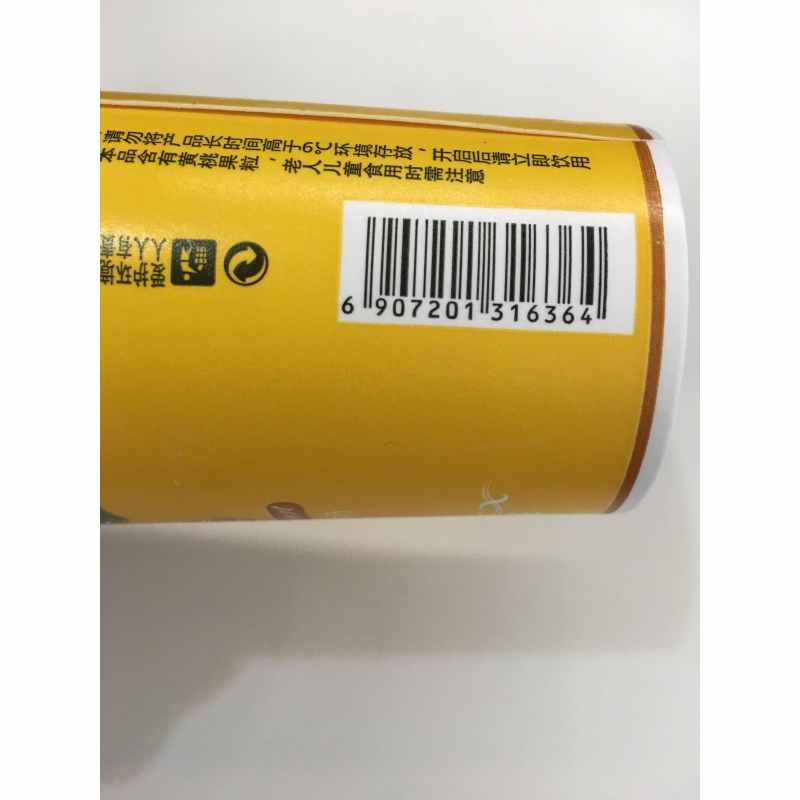 请勿将产品长时间高于6℃环境存放，开启后请立即饮用
本品含有黄桃果粒，老人儿童食用时需注意
6 907201 316364